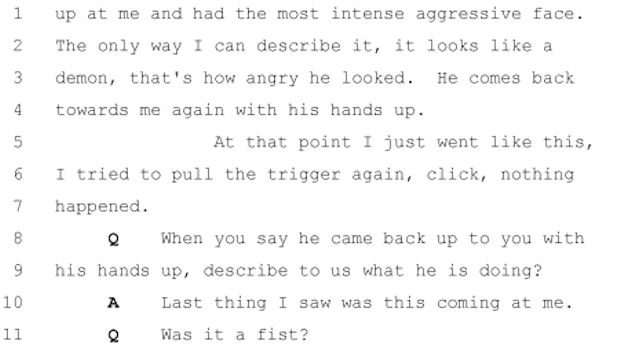 1 up at me and had the most intense aggressive face.
2 The only way I can describe it, it looks like a
3 demon, that's how angry he looked. He comes back
4 towards me again with his hands up.
5 At that point I just went like this,
6 I tried to pull the trigger again, click, nothing
7 happened.
8 Q When you say he came back up to you with
9 his hands up, describe to us what he is doing?
10 A Last thing I saw was this coming at me.
11 Q Was it a fist?